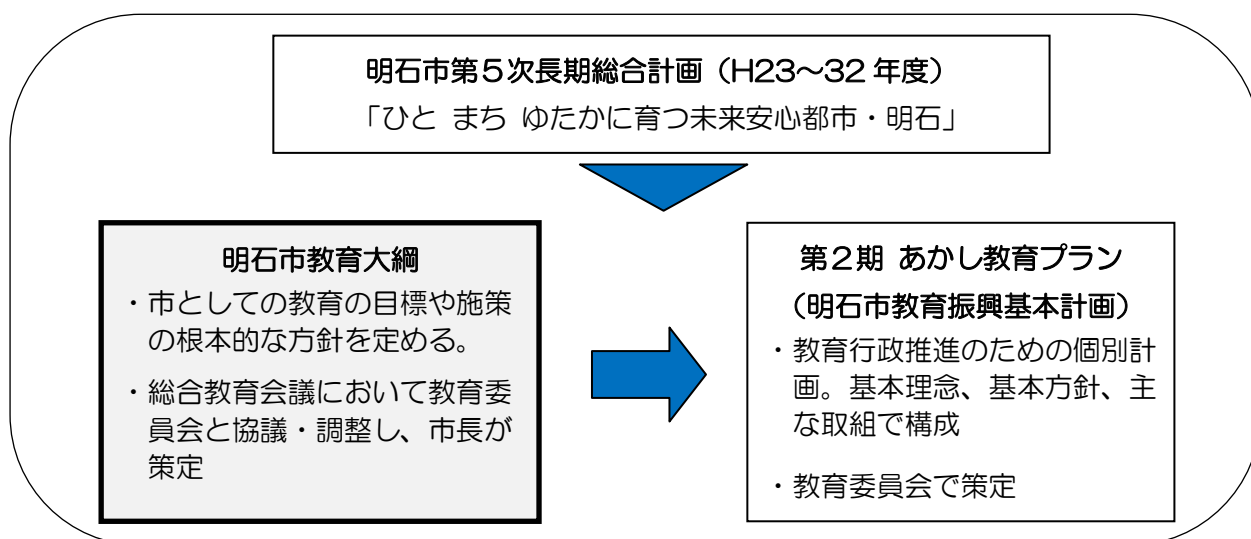 明石市第5次長期総合計画（H23～32年度）
「ひと まち ゆたかに育つ未来安心都市・明石」
明石市教育大綱
・市としての教育の目標や施策
の根本的な方針を定める。
・総合教育会議において教育委
員会と協議・調整し、市長が
策定
第２期 あかし教育プラン
（明石市教育振興基本計画）
・教育行政推進のための個別計
画。基本理念、基本方針、主
な取組で構成
・教育委員会で策定